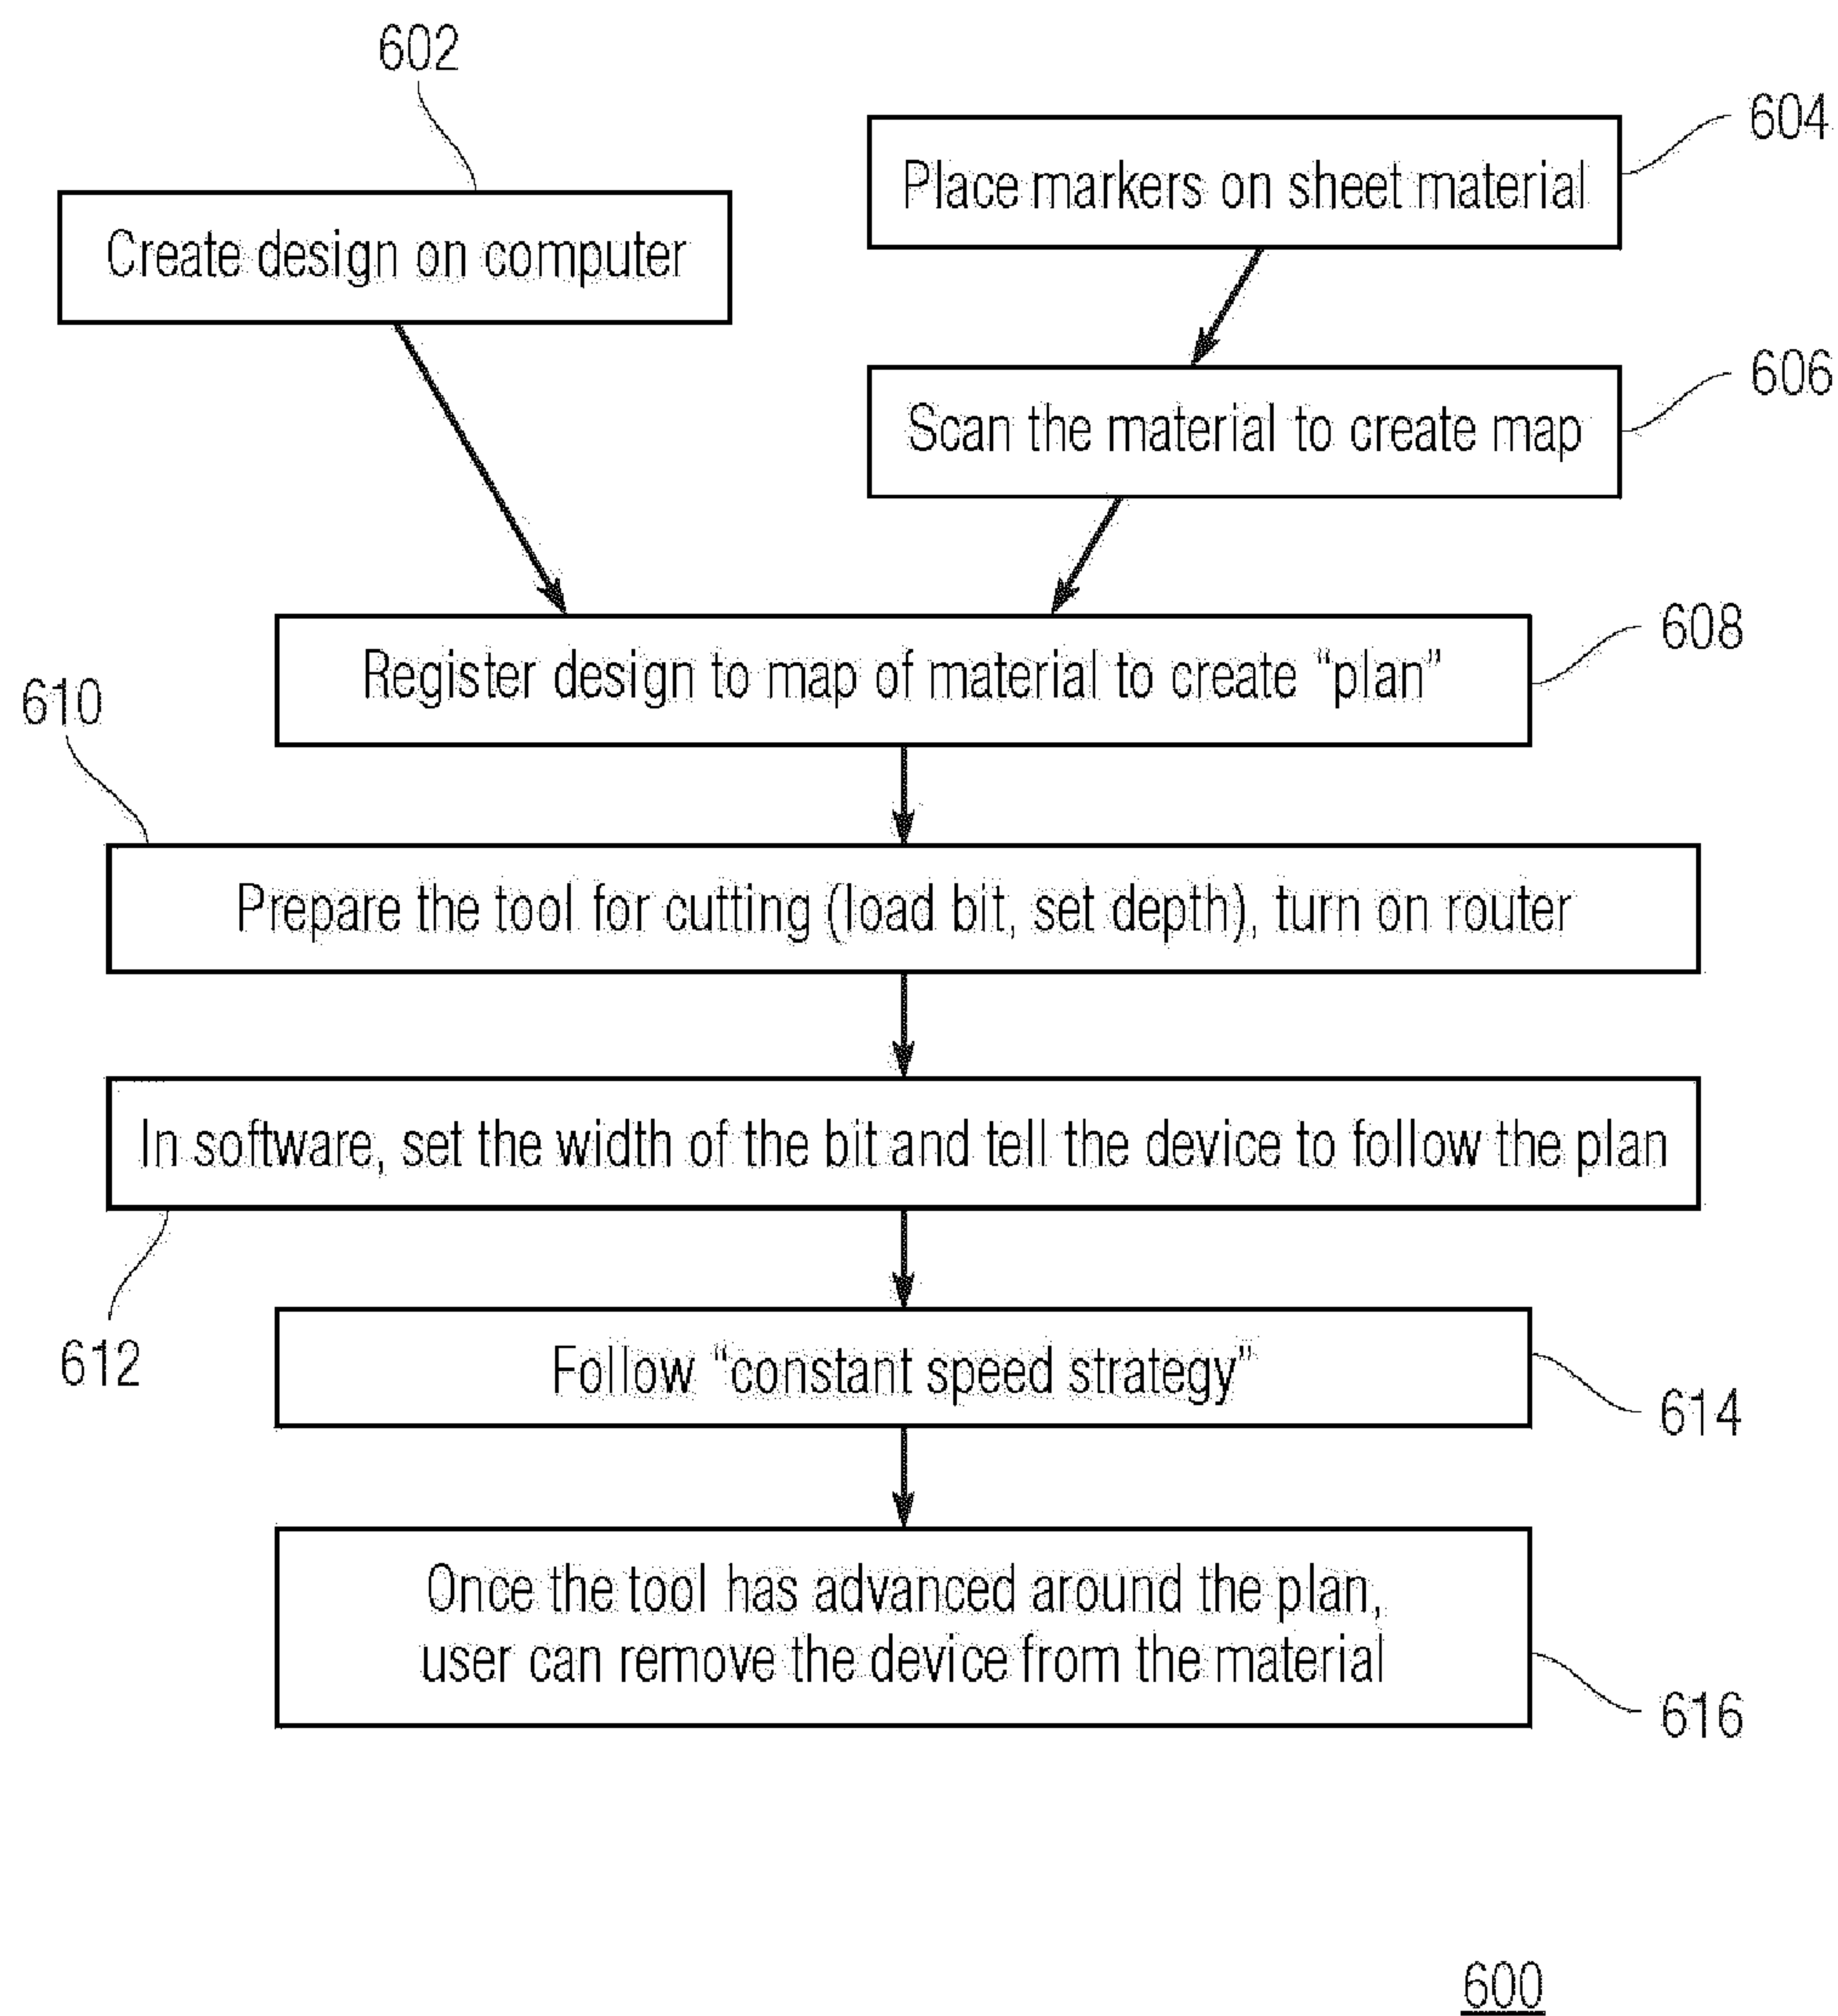 602
604
Place markers on sheet material
Create design on computer
606
Scan the material to create map
608
Register design to map of material to create “plan”
610
Prepare the tool for cutting (load bit, set depth), turn on router
In software, set the width of the bit and tell the device to follow the plan
612
Follow “constant speed strategy”
614
Once the tool has advanced around the plan,
user can remove the device from the material
616
600